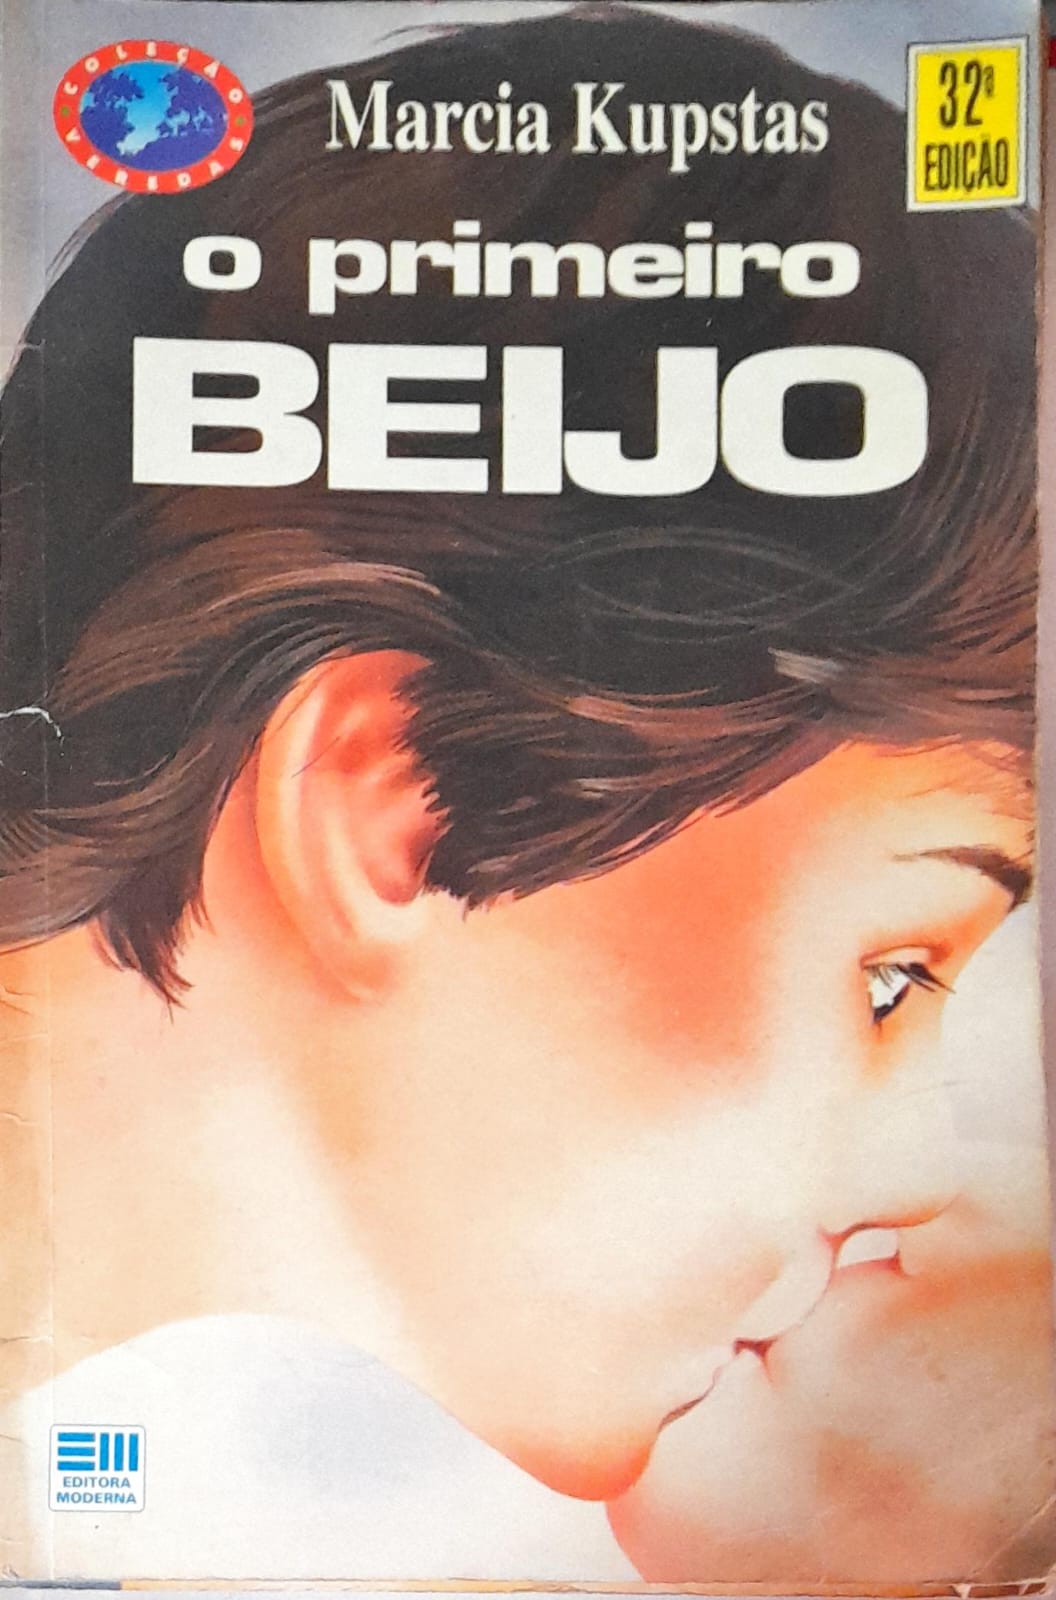 COLEÇÃO VEREDAS
Marcia Kupstas
32ª
EDIÇÃO
o primeiro
BEIJO
EDITORA
MODERNA